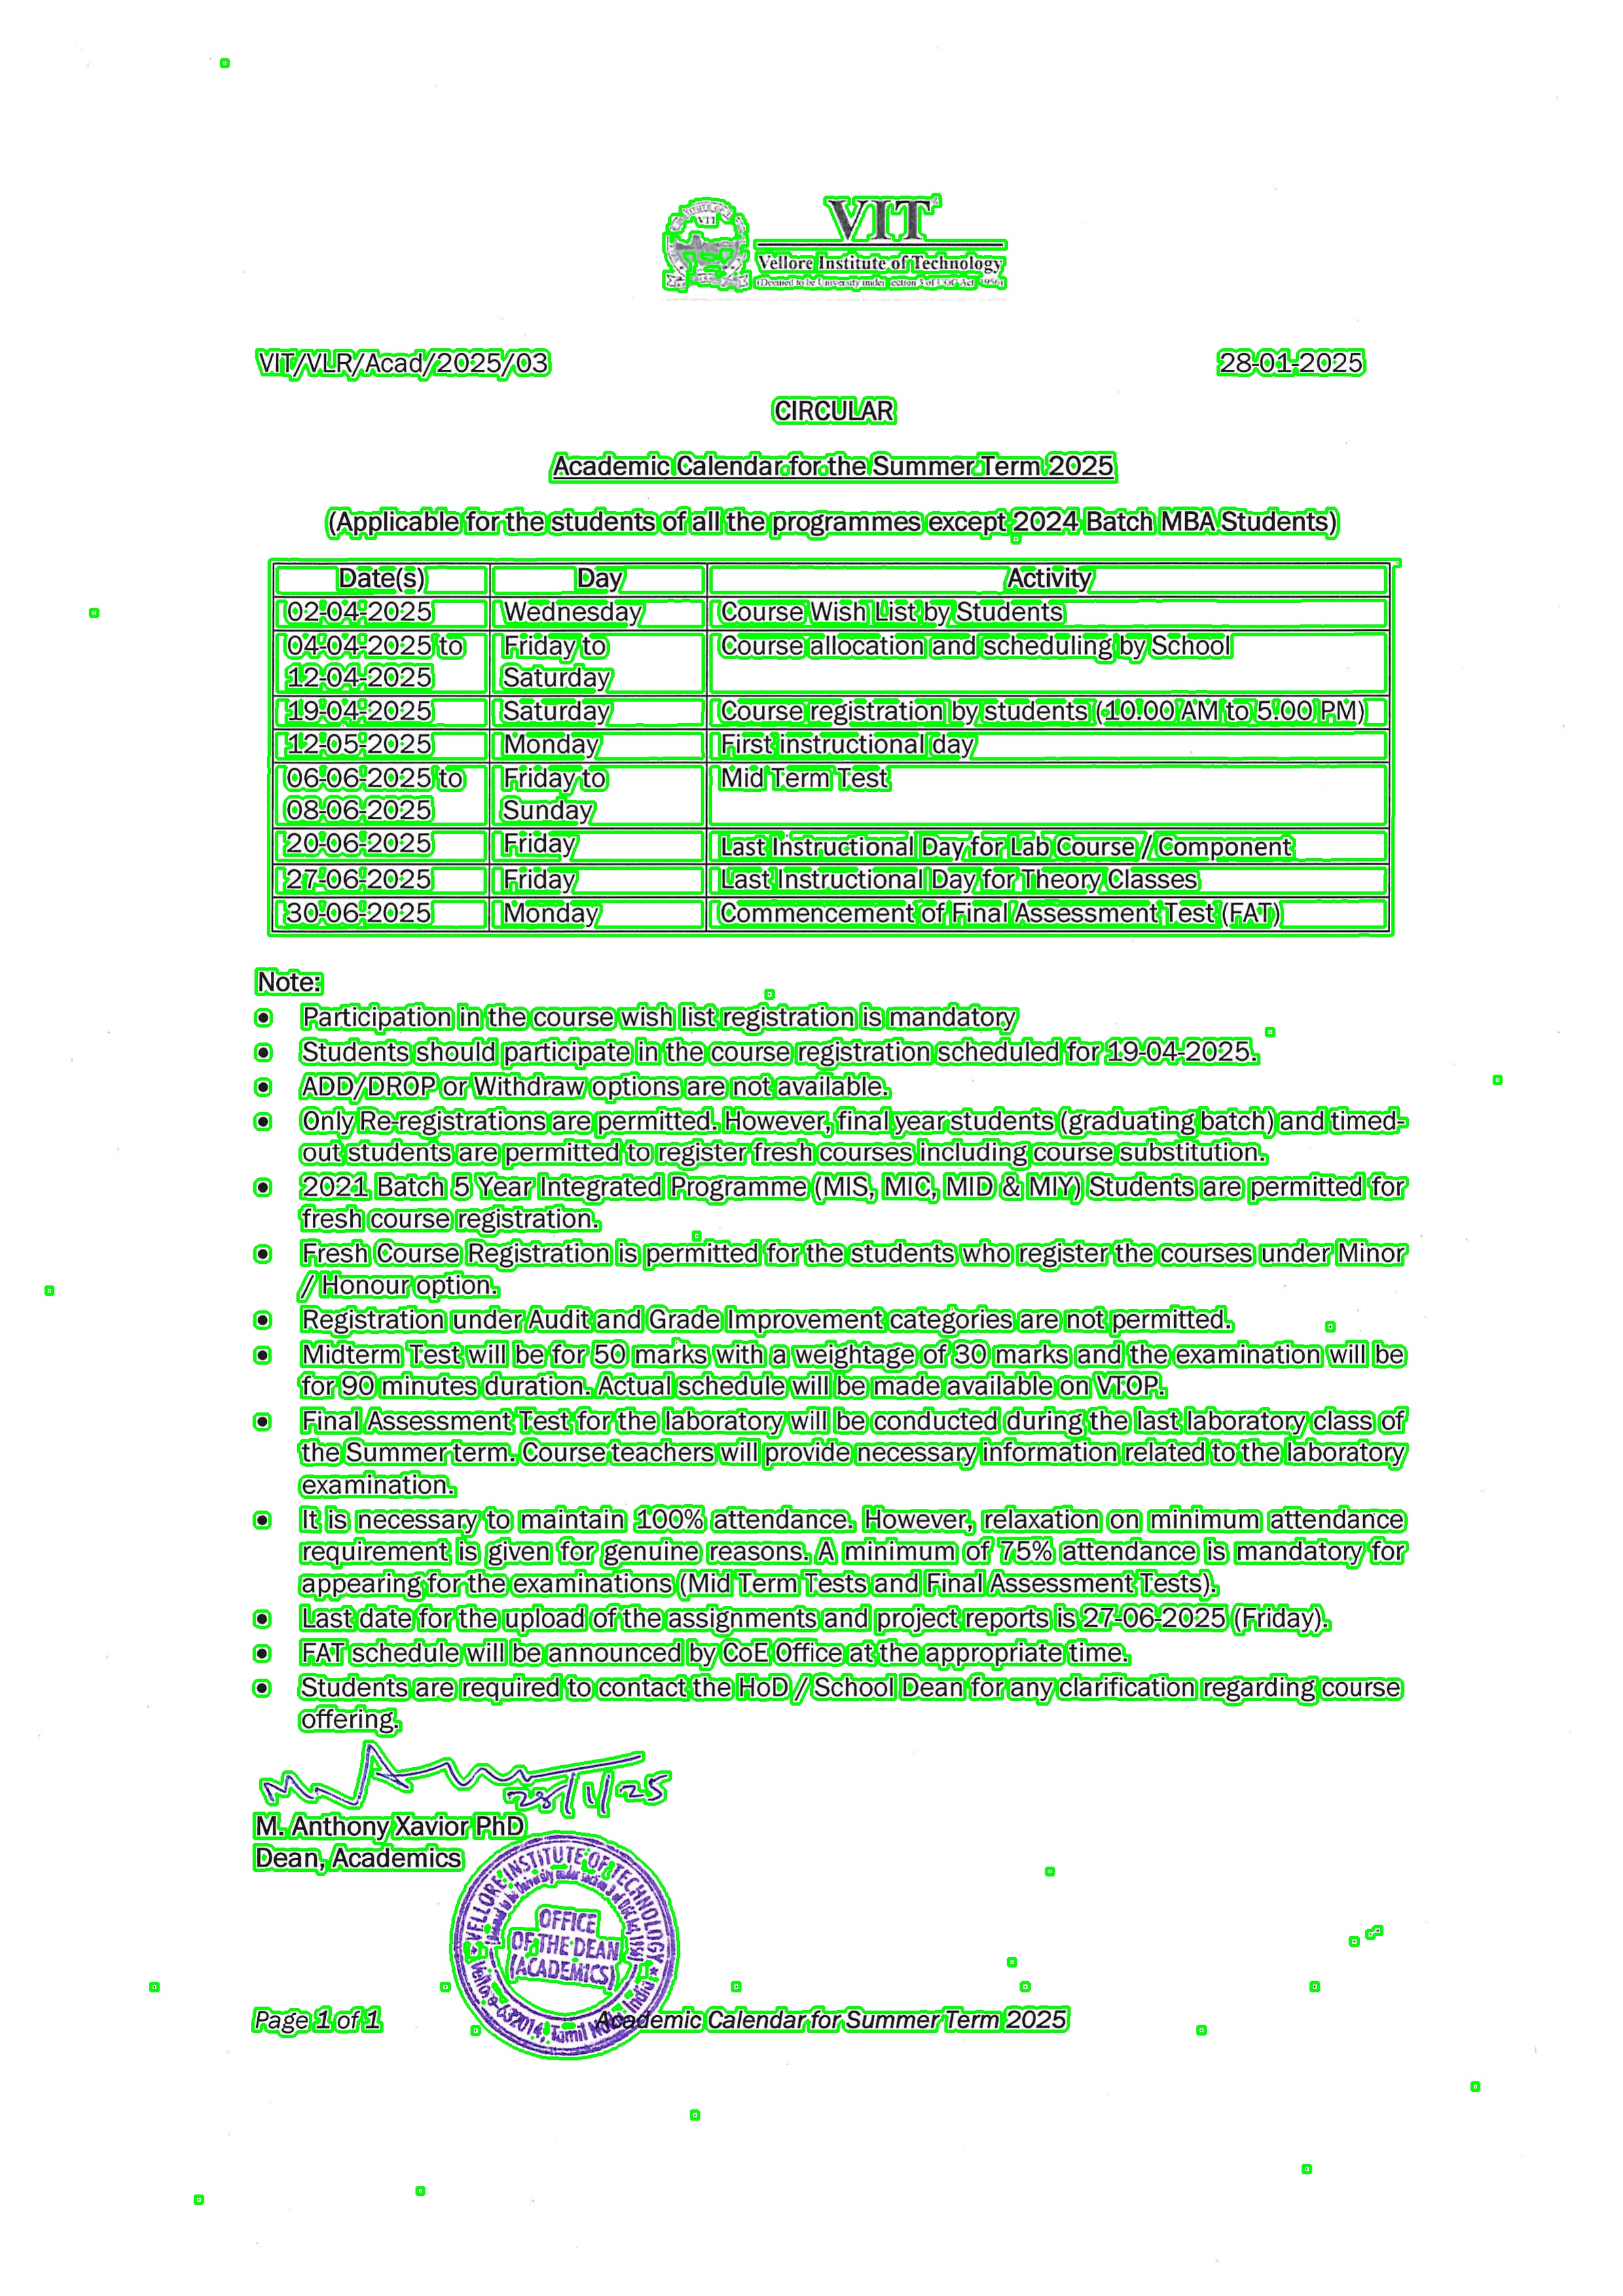 VIT
VIT
Vellore Institute of Technology
(Deemed to be University under section 3 of UGC Act 1956)
VIT/VLR/Acad/2025/03 28-01-2025
CIRCULAR
Academic Calendar for the Summer Term 2025
(Applicable for the students of all the programmes except 2024 Batch MBA Students)
Date(s) Day Activity
02-04-2025 Wednesday Course Wish List by Students
04-04-2025 to Friday to Course allocation and scheduling by School
12-04-2025 Saturday
19-04-2025 Saturday Course registration by students (10.00 AM to 5.00 PM)
12-05-2025 Monday First instructional day
06-06-2025 to Friday to Mid Term Test
08-06-2025 Sunday
20-06-2025 Friday Last Instructional Day for Lab Course / Component
27-06-2025 Friday Last Instructional Day for Theory Classes
30-06-2025 Monday Commencement of Final Assessment Test (FAT)
Note:
● Participation in the course wish list registration is mandatory
● Students should participate in the course registration scheduled for 19-04-2025.
● ADD/DROP or Withdraw options are not available.
● Only Re-registrations are permitted. However, final year students (graduating batch) and timed-
out students are permitted to register fresh courses including course substitution.
● 2021 Batch 5 Year Integrated Programme (MIS, MIC, MID & MIY) Students are permitted for
fresh course registration.
● Fresh Course Registration is permitted for the students who register the courses under Minor
/ Honour option.
● Registration under Audit and Grade Improvement categories are not permitted.
● Midterm Test will be for 50 marks with a weightage of 30 marks and the examination will be
for 90 minutes duration. Actual schedule will be made available on VTOP.
● Final Assessment Test for the laboratory will be conducted during the last laboratory class of
the Summer term. Course teachers will provide necessary information related to the laboratory
examination.
● It is necessary to maintain 100% attendance. However, relaxation on minimum attendance
requirement is given for genuine reasons. A minimum of 75% attendance is mandatory for
appearing for the examinations (Mid Term Tests and Final Assessment Tests).
● Last date for the upload of the assignments and project reports is 27-06-2025 (Friday).
● FAT schedule will be announced by CoE Office at the appropriate time.
● Students are required to contact the HoD / School Dean for any clarification regarding course
offering.
28/1/25
M. Anthony Xavior PhD
Dean, Academics
VELLORE INSTITUTE OF TECHNOLOGY
(Deemed to be University under section 3 of UGC Act, 1956)
OFFICE
OF THE DEAN
(ACADEMICS)
Vellore-632014, Tamil Nadu, India
Page 1 of 1 Academic Calendar for Summer Term 2025